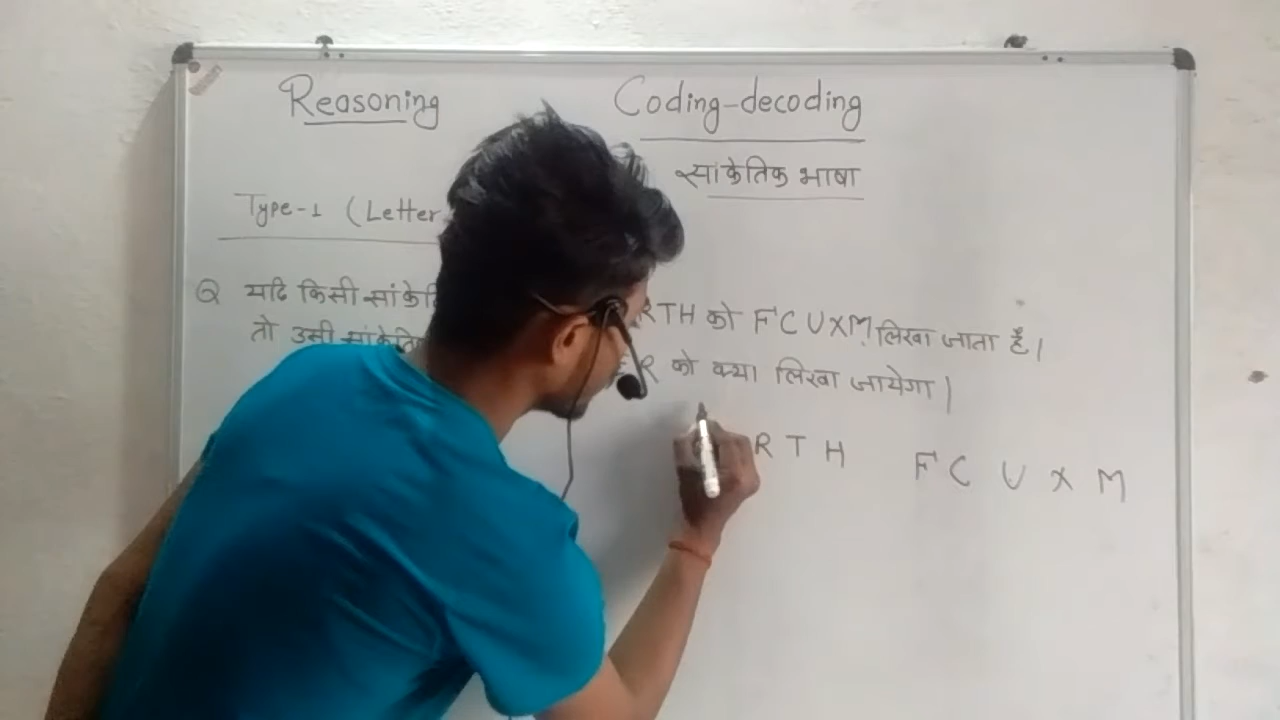 Reasoning
Coding-decoding
सांकेतिक भाषा
Type-1 (Letter
Q यदि किसी RTH को FCUXM लिखा जाता है।
तो उसी R को क्या लिखा जायेगा।
R T H F C U X M